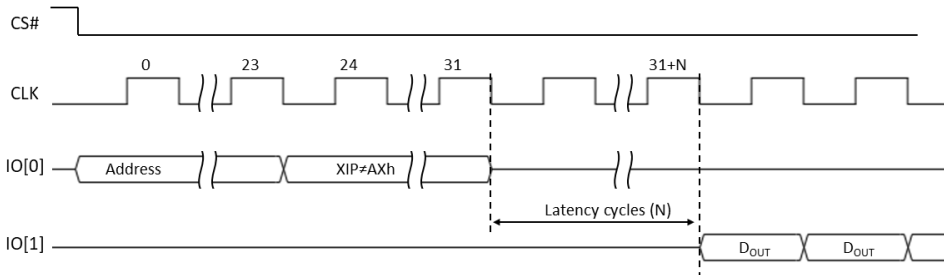 CS#
0 23 24 31 31+N
CLK
IO[0] Address XIP≠AXh
Latency cycles (N)
IO[1] DOUT DOUT